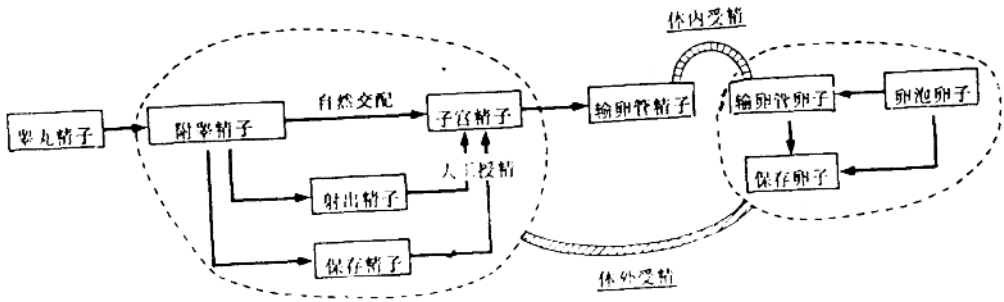 体内受精
自然交配
睾丸精子
附睾精子
子宫精子
输卵管精子
输卵管卵子
卵泡卵子
人工授精
保存卵子
射出精子
保存精子
体外受精